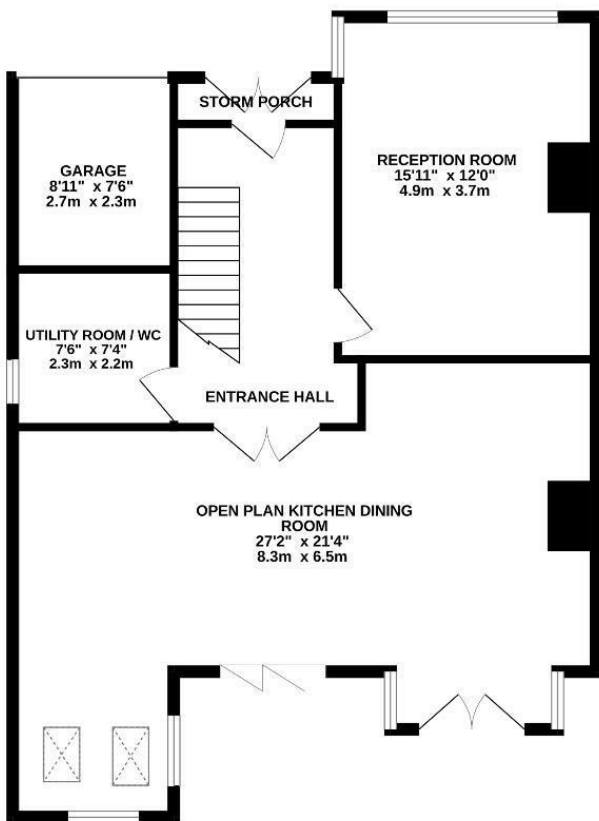 STORM PORCH
GARAGE
8'11" x 7'6"
2.7m x 2.3m
RECEPTION ROOM
15'11" x 12'0"
4.9m x 3.7m
UTILITY ROOM / WC
7'6" x 7'4"
2.3m x 2.2m
ENTRANCE HALL
OPEN PLAN KITCHEN DINING
ROOM
27'2" x 21'4"
8.3m x 6.5m